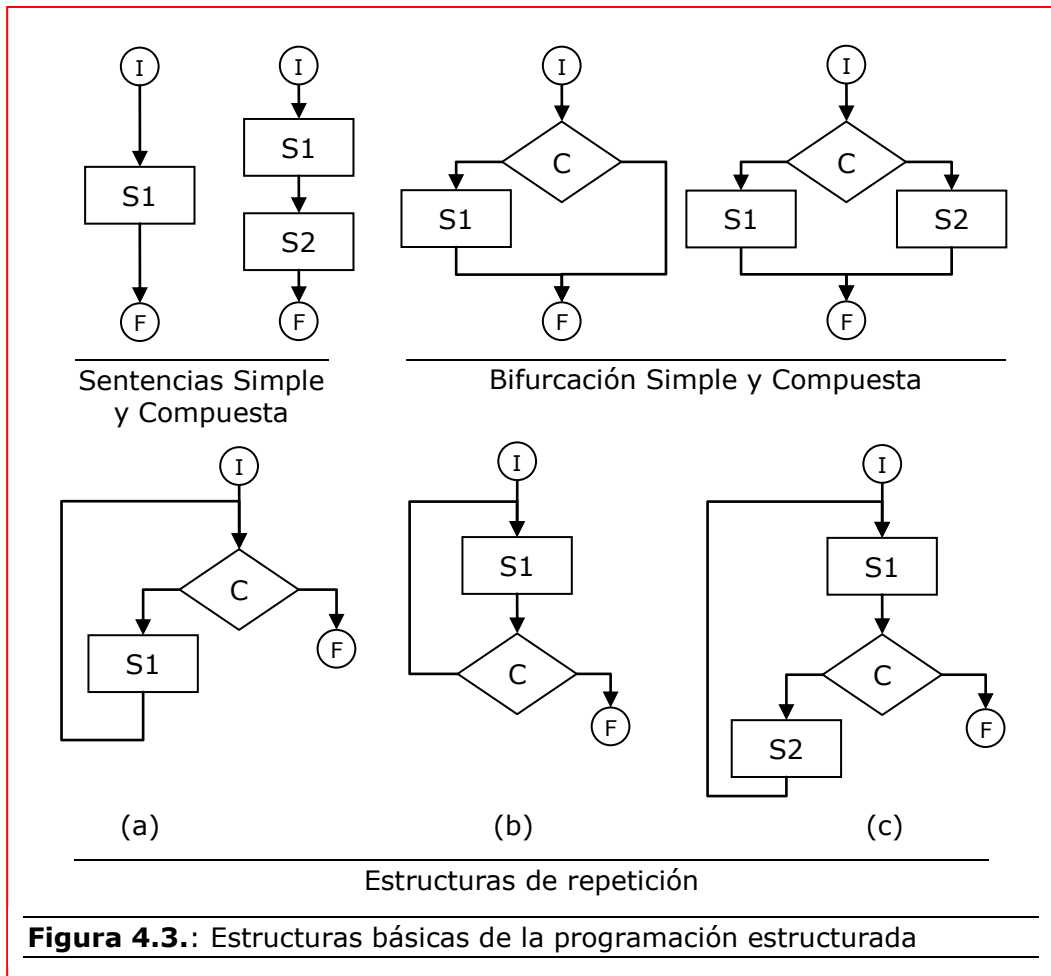 I
I
I
I
S1
S1
S2
C
S1
C
S1
S2
F
F
F
F
Sentencias Simple
y Compuesta
Bifurcación Simple y Compuesta
I
C
S1
F
I
S1
C
F
I
S1
C
S2
F
(a)
(b)
(c)
Estructuras de repetición
Figura 4.3.: Estructuras básicas de la programación estructurada